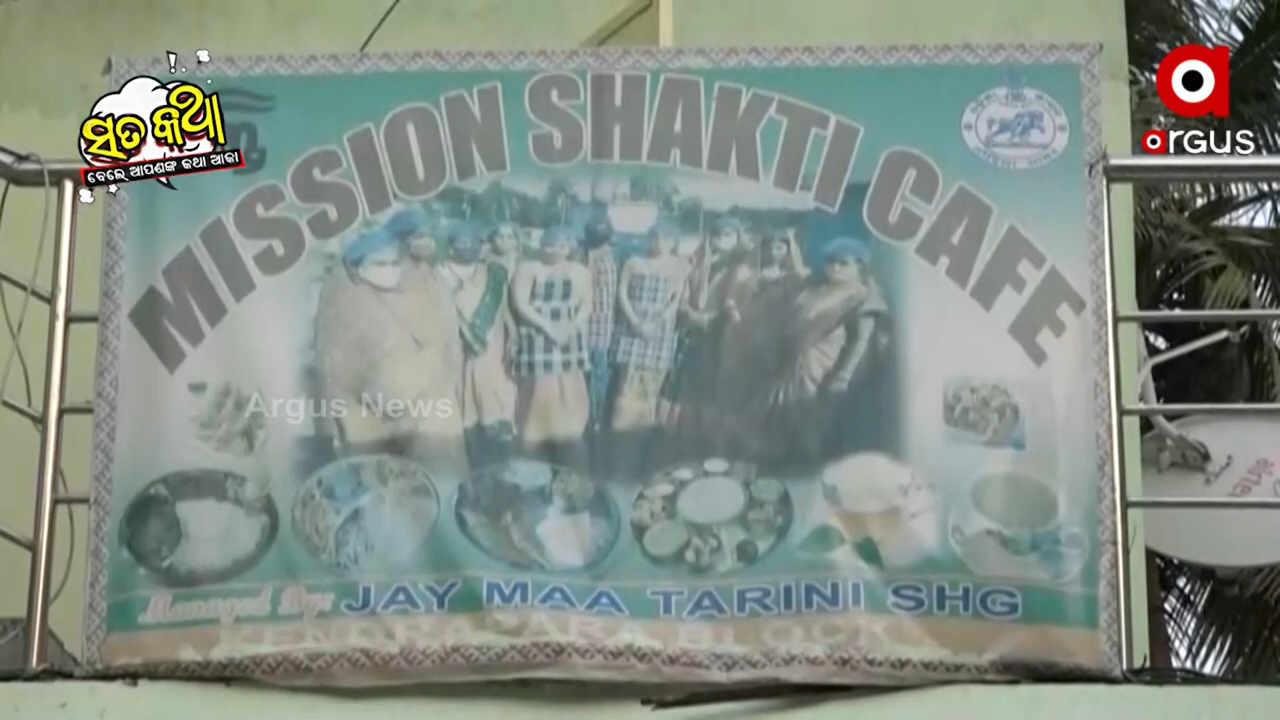 ସତ କଥା
ବେଲେ ଆପଣଙ୍କ କଥା ଆଜା
argus
MISSION SHAKTI CAFE
Argus News
airtel
Managed By: JAY MAA TARINI SHG
KENDRAPARA BLOCK